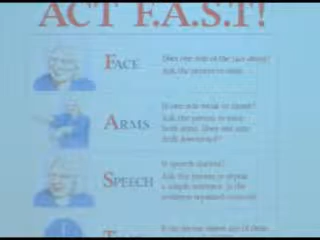 ACT F.A.S.T!
FACE
Does one side of the face droop?
Ask the person to smile.
ARMS
Is one arm weak or numb?
Ask the person to raise
both arms. Does one arm
drift downward?
SPEECH
Is speech slurred?
Ask the person to repeat
a simple sentence. Is the
sentence repeated correctly?